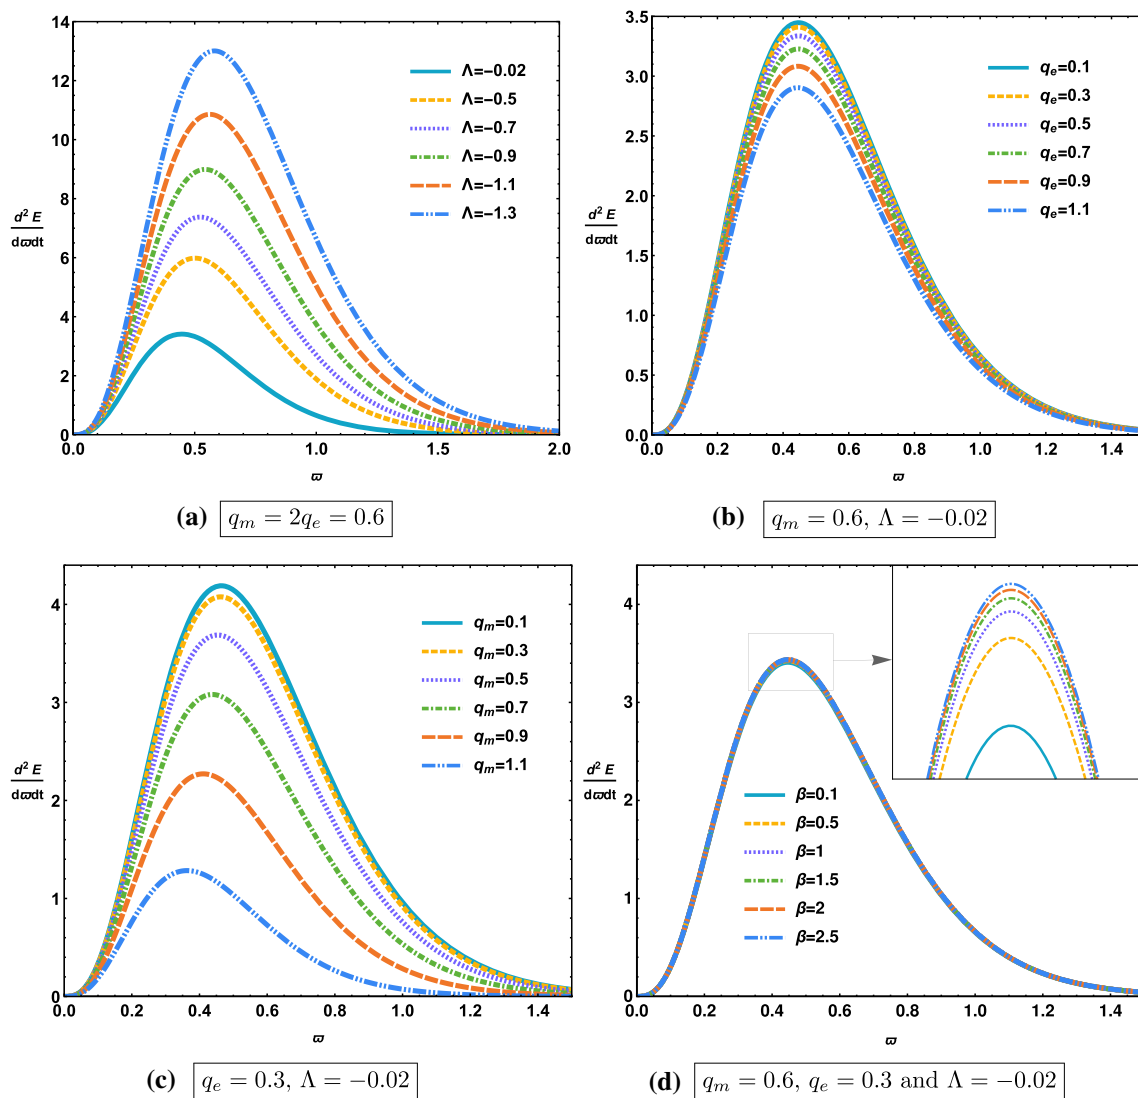 14
12
10
8
6
4
2
0
d² E
dϖdt
Λ=−0.02
Λ=−0.5
Λ=−0.7
Λ=−0.9
Λ=−1.1
Λ=−1.3
0.0 0.5 1.0 1.5 2.0
ϖ
(a) q_m = 2q_e = 0.6
3.5
3.0
2.5
2.0
1.5
1.0
0.5
0.0
d² E
dϖdt
q_e=0.1
q_e=0.3
q_e=0.5
q_e=0.7
q_e=0.9
q_e=1.1
0.0 0.2 0.4 0.6 0.8 1.0 1.2 1.4
ϖ
(b) q_m = 0.6, Λ = −0.02
4
3
2
1
0
d² E
dϖdt
q_m=0.1
q_m=0.3
q_m=0.5
q_m=0.7
q_m=0.9
q_m=1.1
0.0 0.2 0.4 0.6 0.8 1.0 1.2 1.4
ϖ
(c) q_e = 0.3, Λ = −0.02
4
3
2
1
0
d² E
dϖdt
β=0.1
β=0.5
β=1
β=1.5
β=2
β=2.5
0.0 0.2 0.4 0.6 0.8 1.0 1.2 1.4
ϖ
(d) q_m = 0.6, q_e = 0.3 and Λ = −0.02